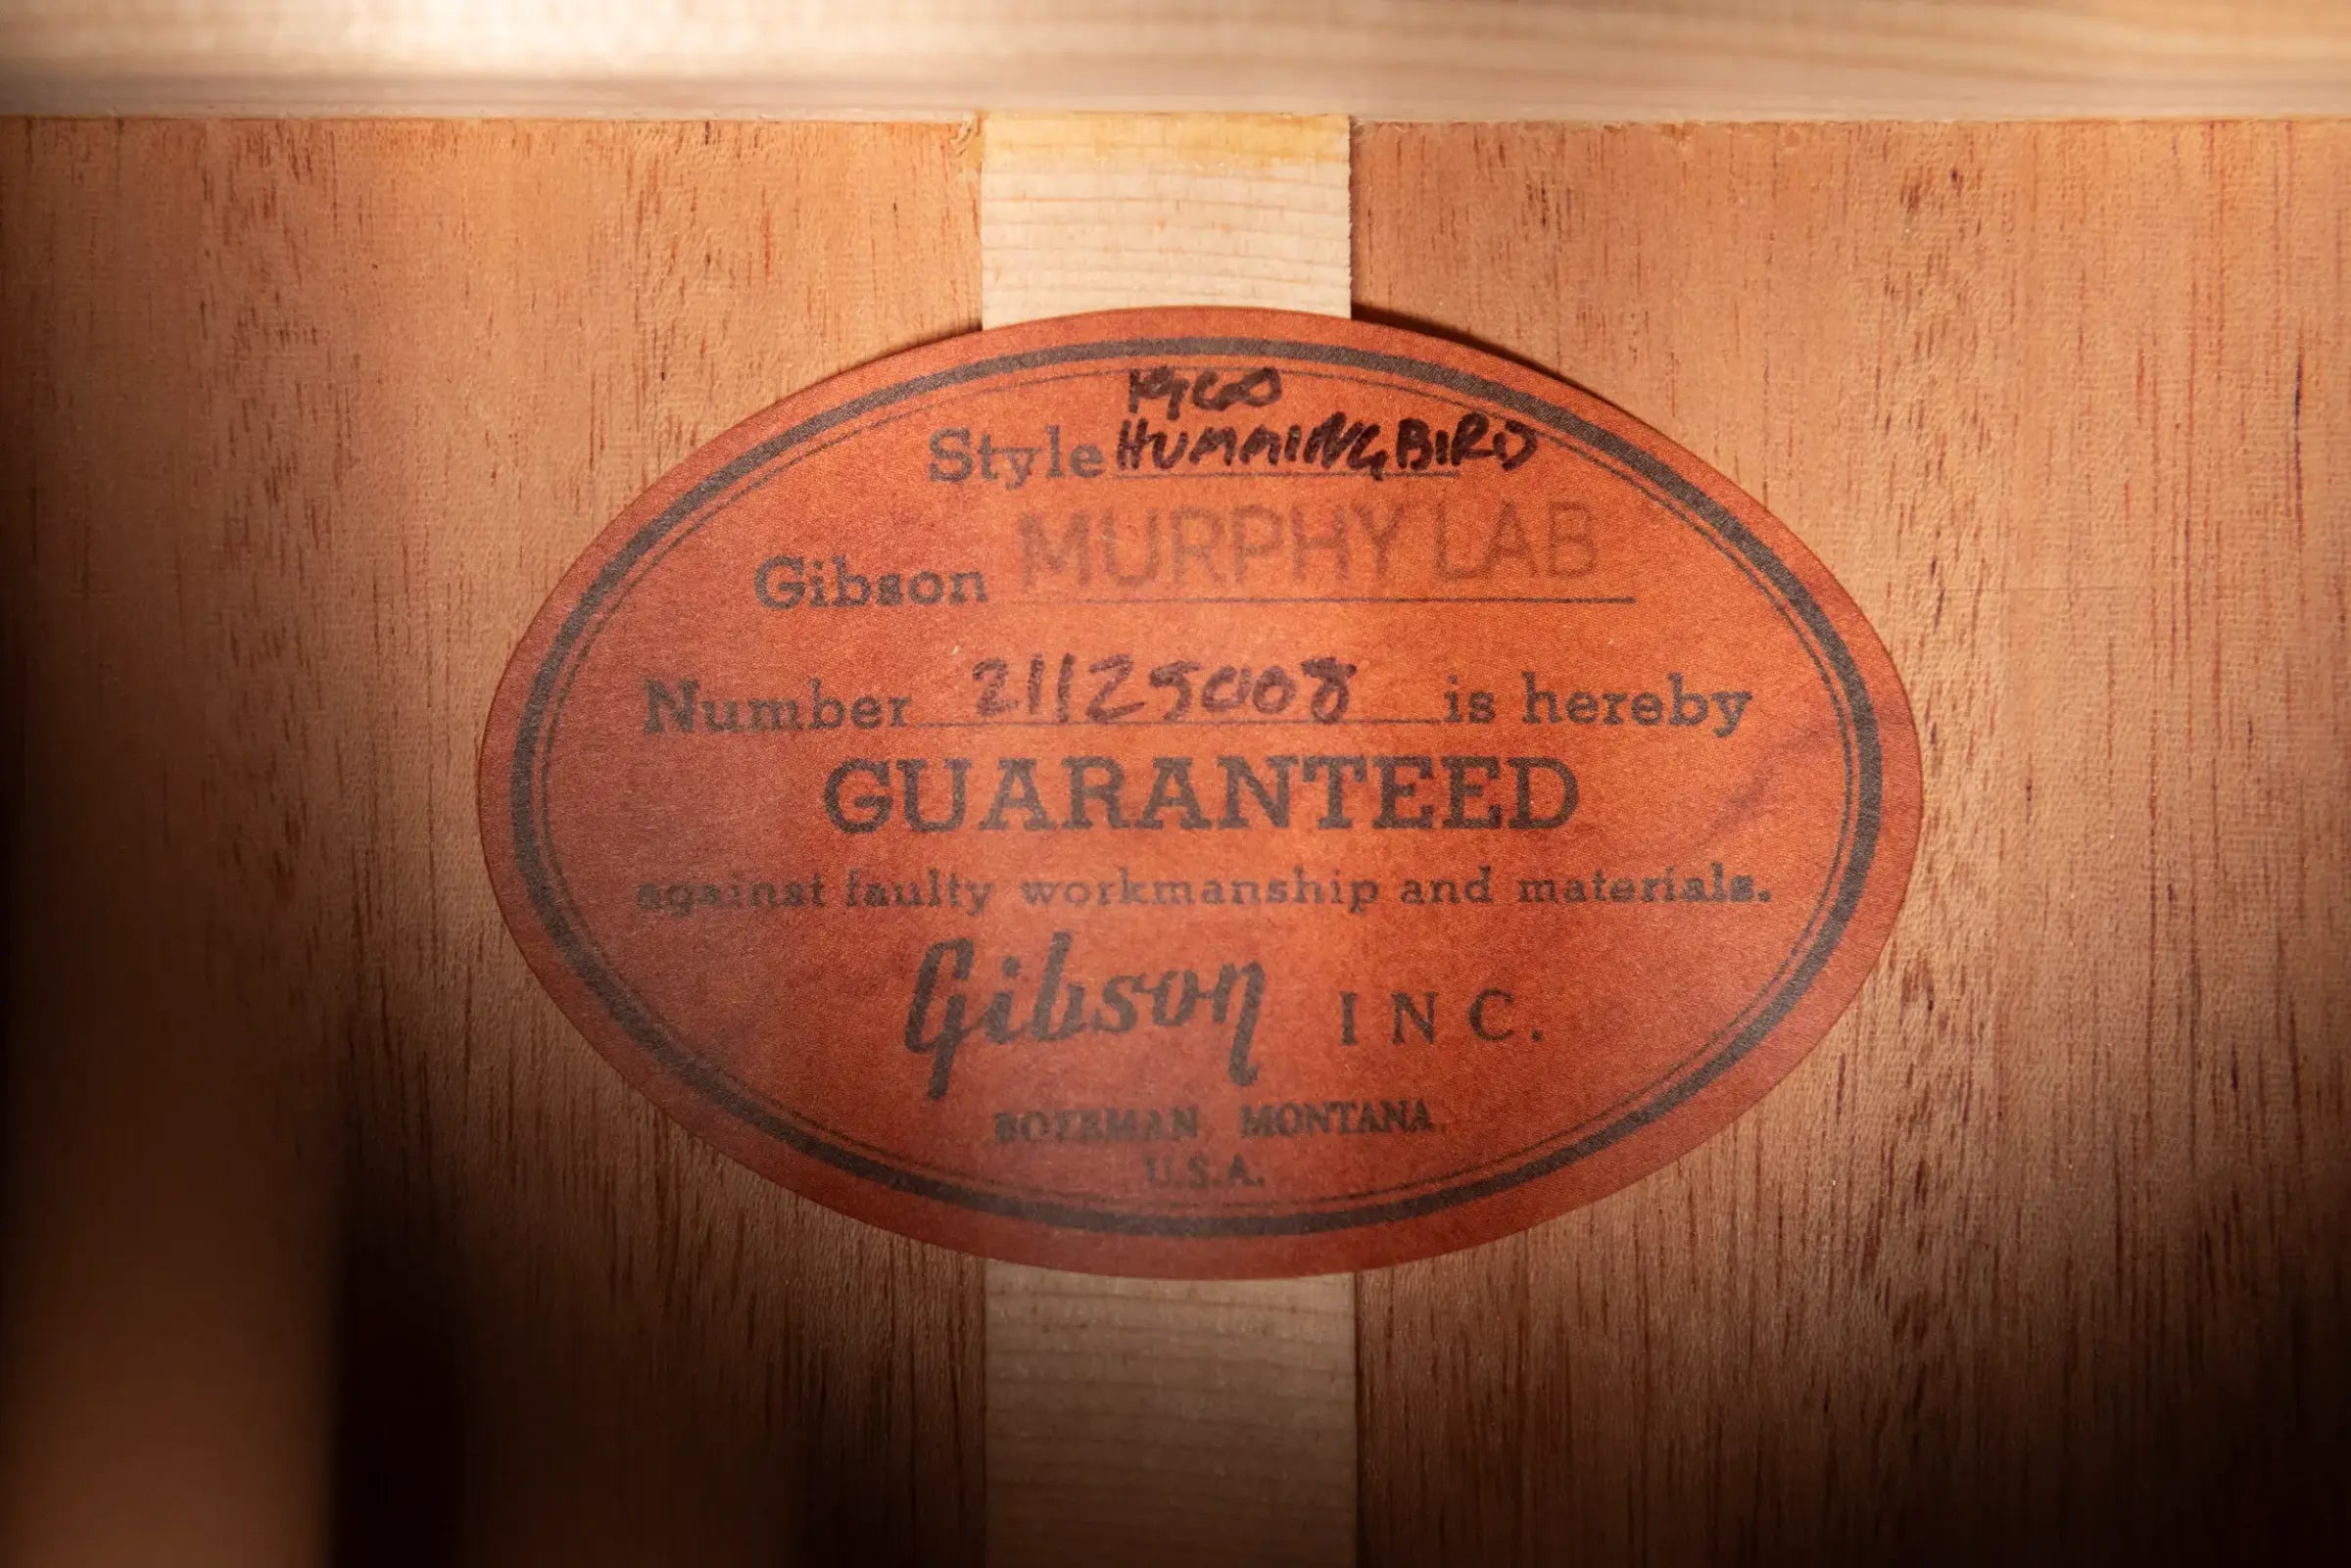 1960
Style HUMMINGBIRD
Gibson MURPHY LAB
Number 21125008 is hereby
GUARANTEED
against faulty workmanship and materials.
Gibson INC.
BOZEMAN MONTANA
U.S.A.